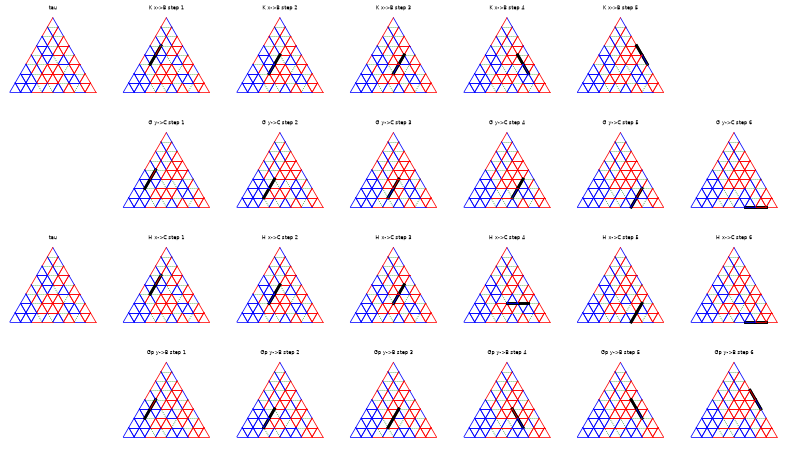 tau K x->B step 1 K x->B step 2 K x->B step 3 K x->B step 4 K x->B step 5
G y->C step 1 G y->C step 2 G y->C step 3 G y->C step 4 G y->C step 5 G y->C step 6
tau H x->C step 1 H x->C step 2 H x->C step 3 H x->C step 4 H x->C step 5 H x->C step 6
Gp y->B step 1 Gp y->B step 2 Gp y->B step 3 Gp y->B step 4 Gp y->B step 5 Gp y->B step 6